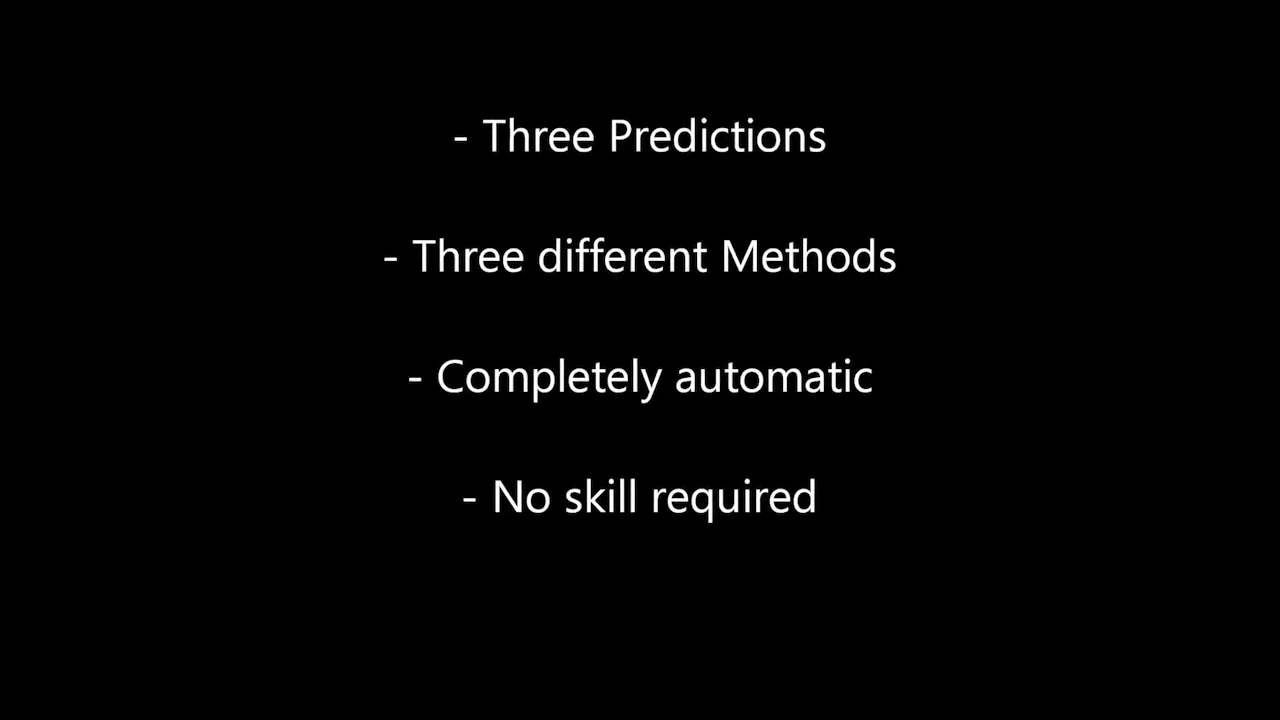 - Three Predictions
- Three different Methods
- Completely automatic
- No skill required